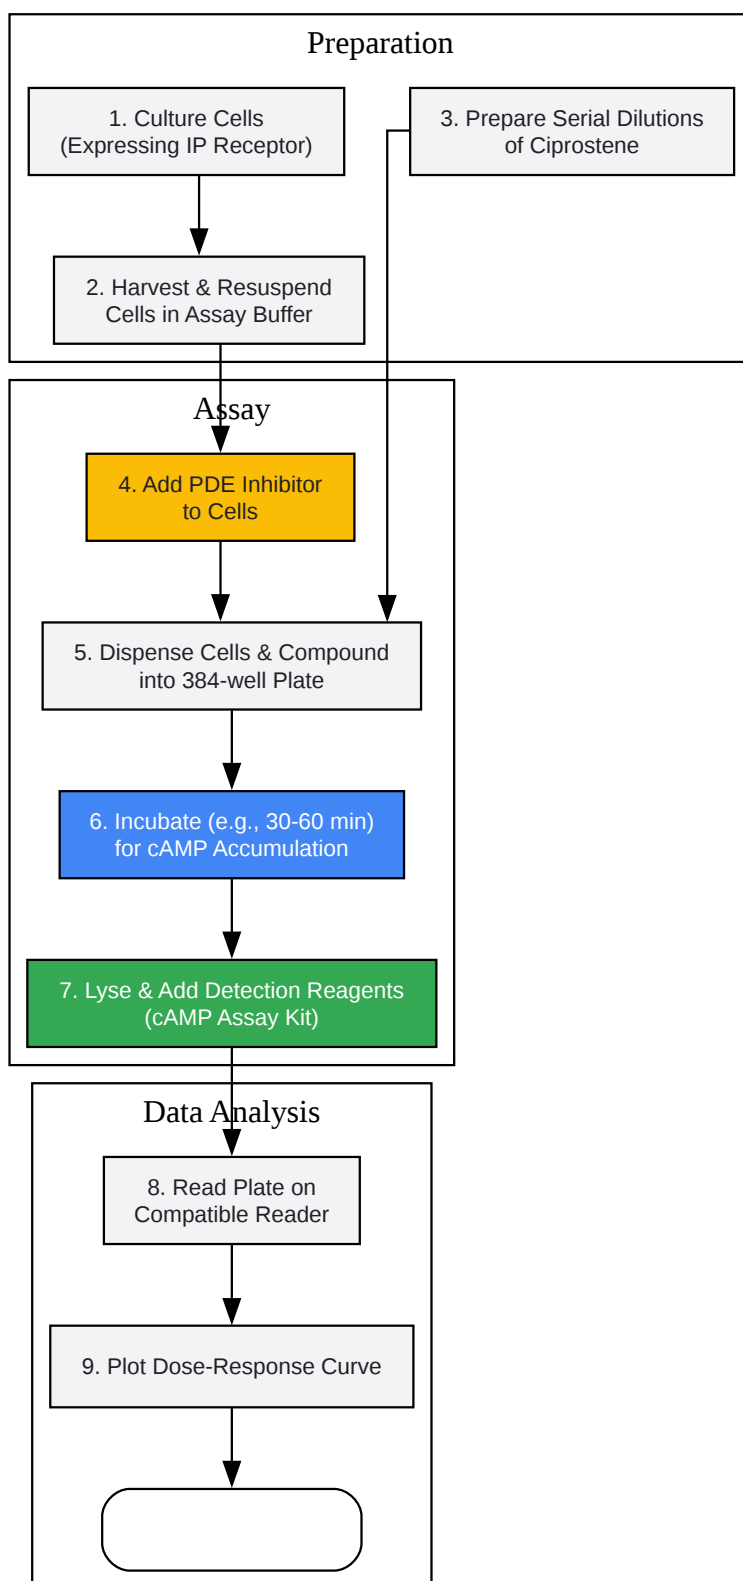 Preparation
1. Culture Cells
(Expressing IP Receptor)
3. Prepare Serial Dilutions
of Ciprostene
2. Harvest & Resuspend
Cells in Assay Buffer
Assay
4. Add PDE Inhibitor
to Cells
5. Dispense Cells & Compound
into 384-well Plate
6. Incubate (e.g., 30-60 min)
for cAMP Accumulation
7. Lyse & Add Detection Reagents
(cAMP Assay Kit)
Data Analysis
8. Read Plate on
Compatible Reader
9. Plot Dose-Response Curve